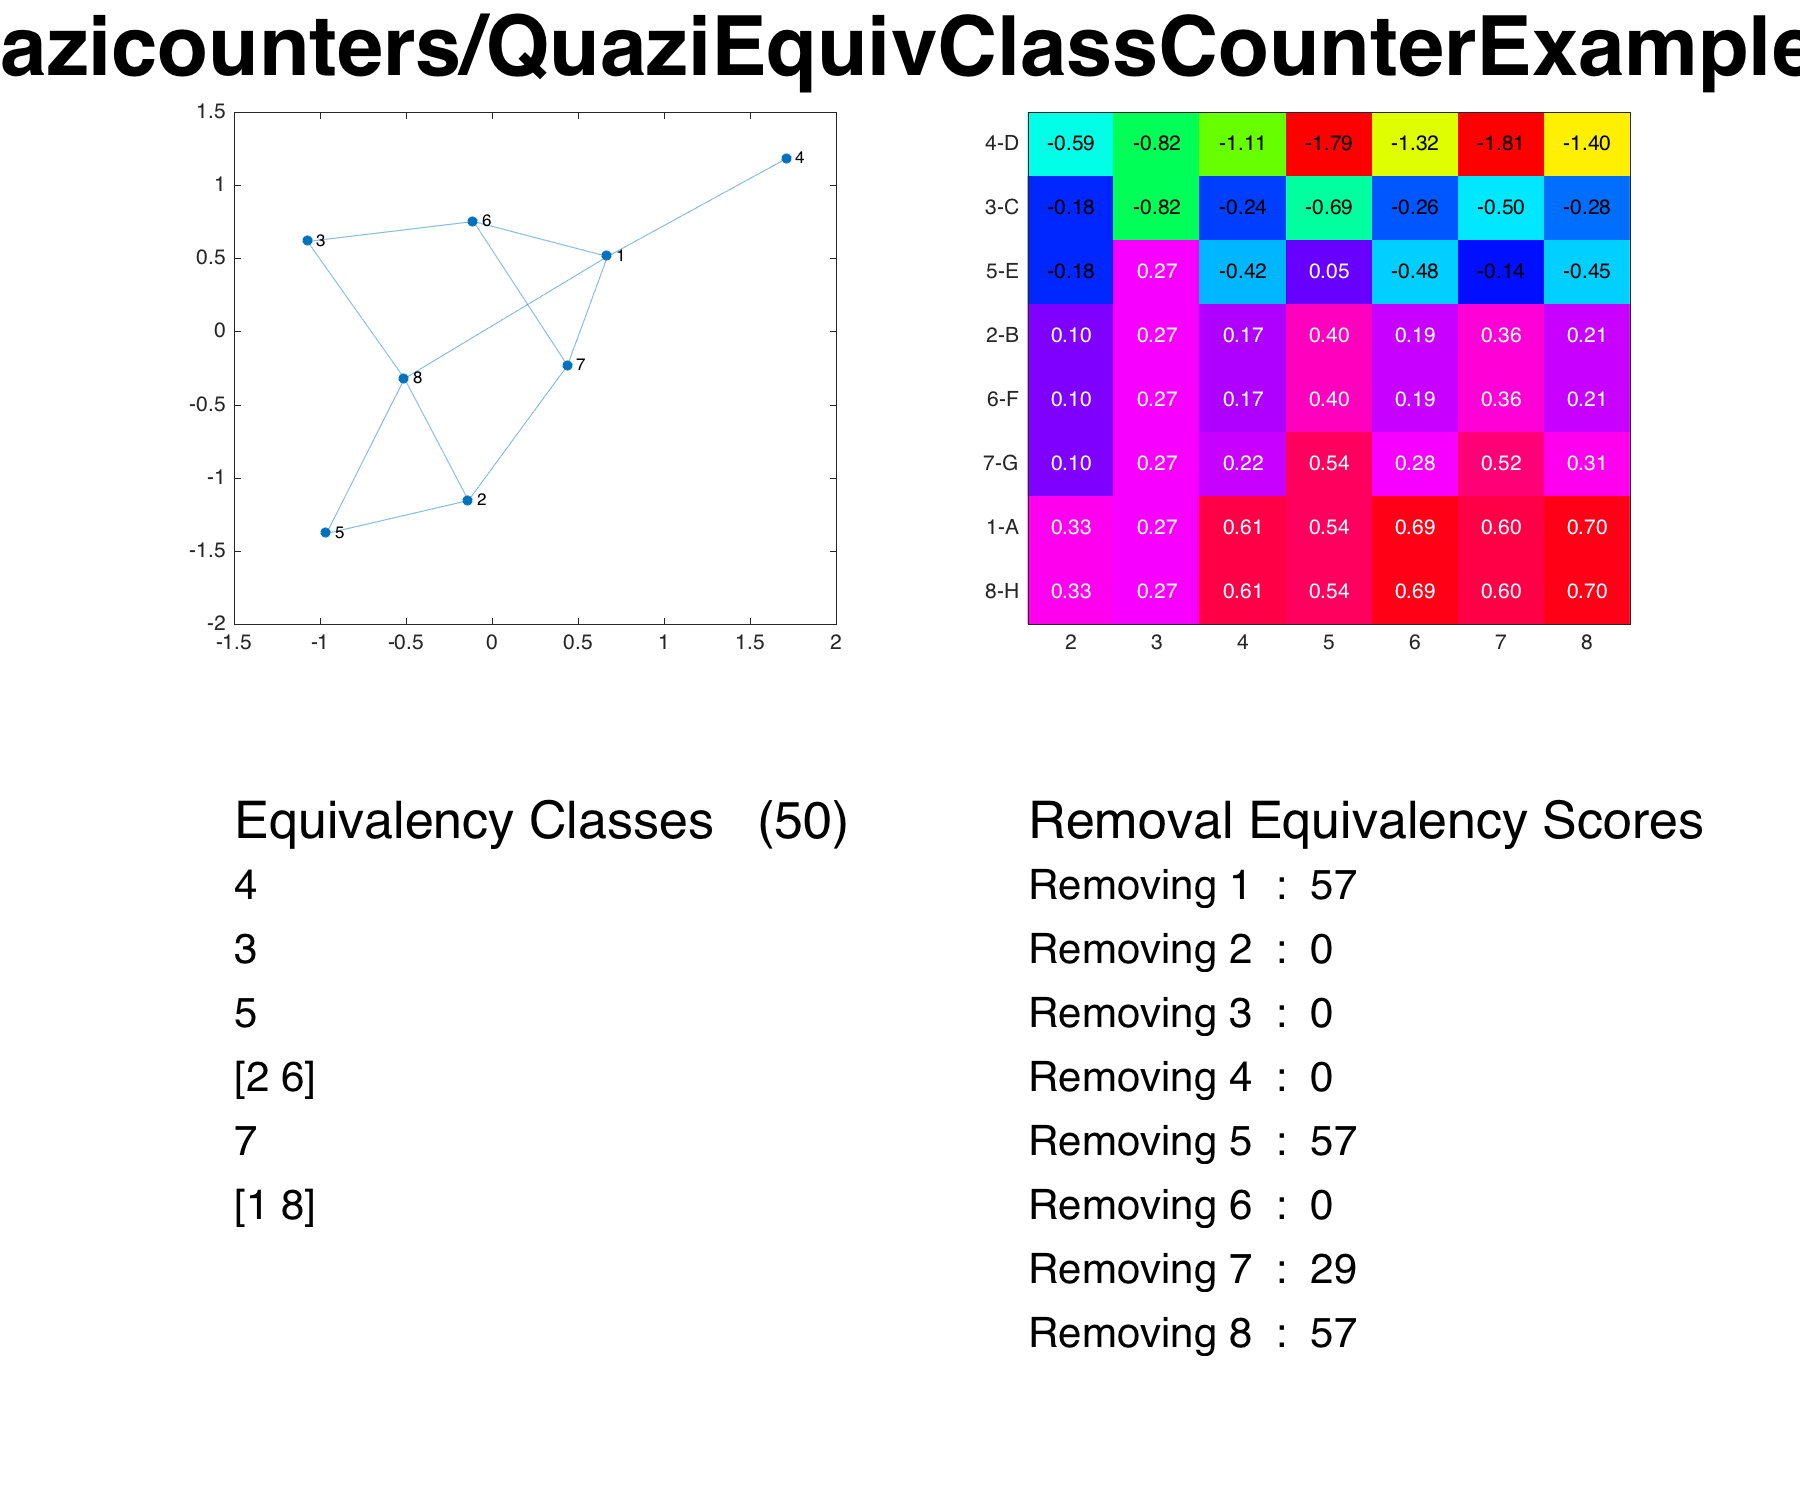 azicounters/QuaziEquivClassCounterExample
1.5
1
0.5
0
-0.5
-1
-1.5
-2
-1.5 -1 -0.5 0 0.5 1 1.5 2
4
6
3
1
7
8
2
5
4-D -0.59 -0.82 -1.11 -1.79 -1.32 -1.81 -1.40
3-C -0.18 -0.82 -0.24 -0.69 -0.26 -0.50 -0.28
5-E -0.18 0.27 -0.42 0.05 -0.48 -0.14 -0.45
2-B 0.10 0.27 0.17 0.40 0.19 0.36 0.21
6-F 0.10 0.27 0.17 0.40 0.19 0.36 0.21
7-G 0.10 0.27 0.22 0.54 0.28 0.52 0.31
1-A 0.33 0.27 0.61 0.54 0.69 0.60 0.70
8-H 0.33 0.27 0.61 0.54 0.69 0.60 0.70
2 3 4 5 6 7 8
Equivalency Classes (50)
4
3
5
[2 6]
7
[1 8]
Removal Equivalency Scores
Removing 1 : 57
Removing 2 : 0
Removing 3 : 0
Removing 4 : 0
Removing 5 : 57
Removing 6 : 0
Removing 7 : 29
Removing 8 : 57